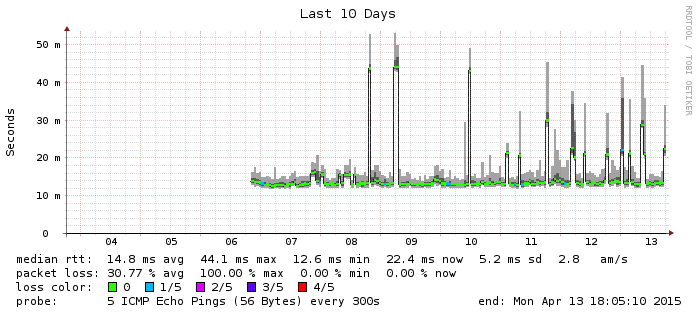 Last 10 Days
RRDTOOL / TOBI OETIKER
Seconds
50 m
40 m
30 m
20 m
10 m
0
04 05 06 07 08 09 10 11 12 13
median rtt: 14.8 ms avg 44.1 ms max 12.6 ms min 22.4 ms now 5.2 ms sd 2.8 am/s
packet loss: 30.77 % avg 100.00 % max 0.00 % min 0.00 % now
loss color: 0 1/5 2/5 3/5 4/5
probe: 5 ICMP Echo Pings (56 Bytes) every 300s end: Mon Apr 13 18:05:10 2015